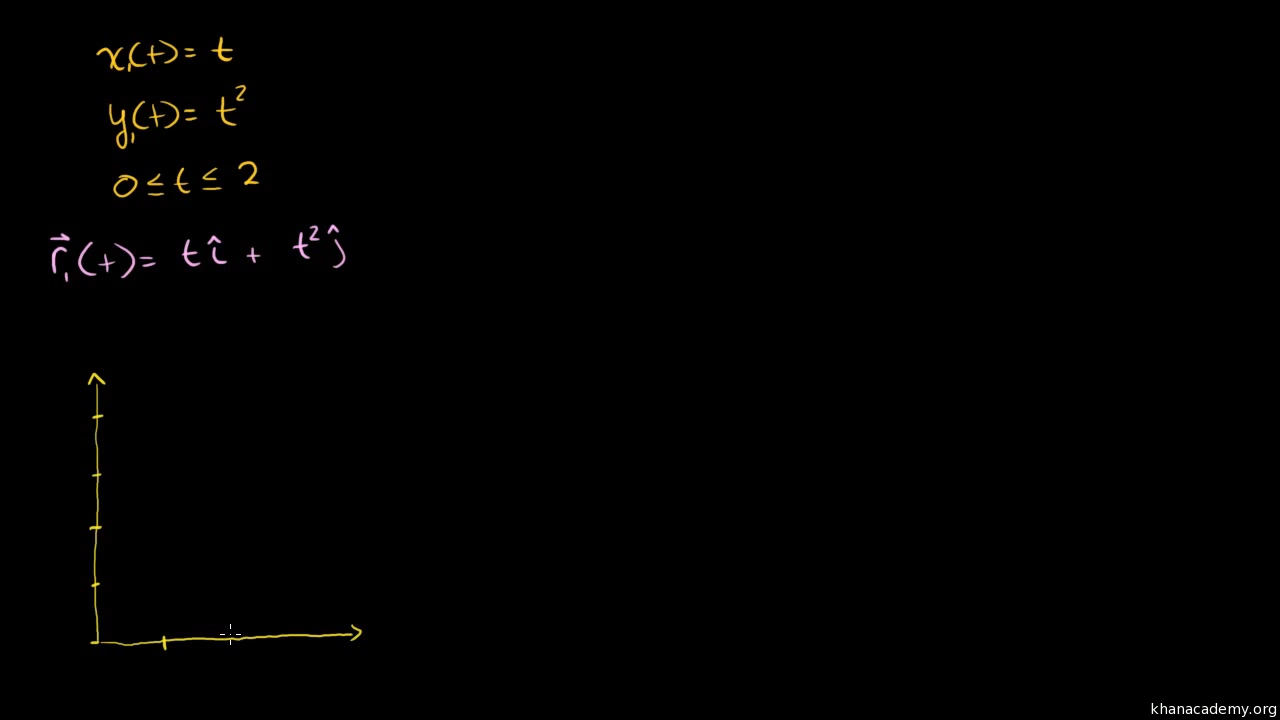 x₁(t) = t
y₁(t) = t²
0 ≤ t ≤ 2
r⃗₁(t) = t î + t² ĵ
khanacademy.org